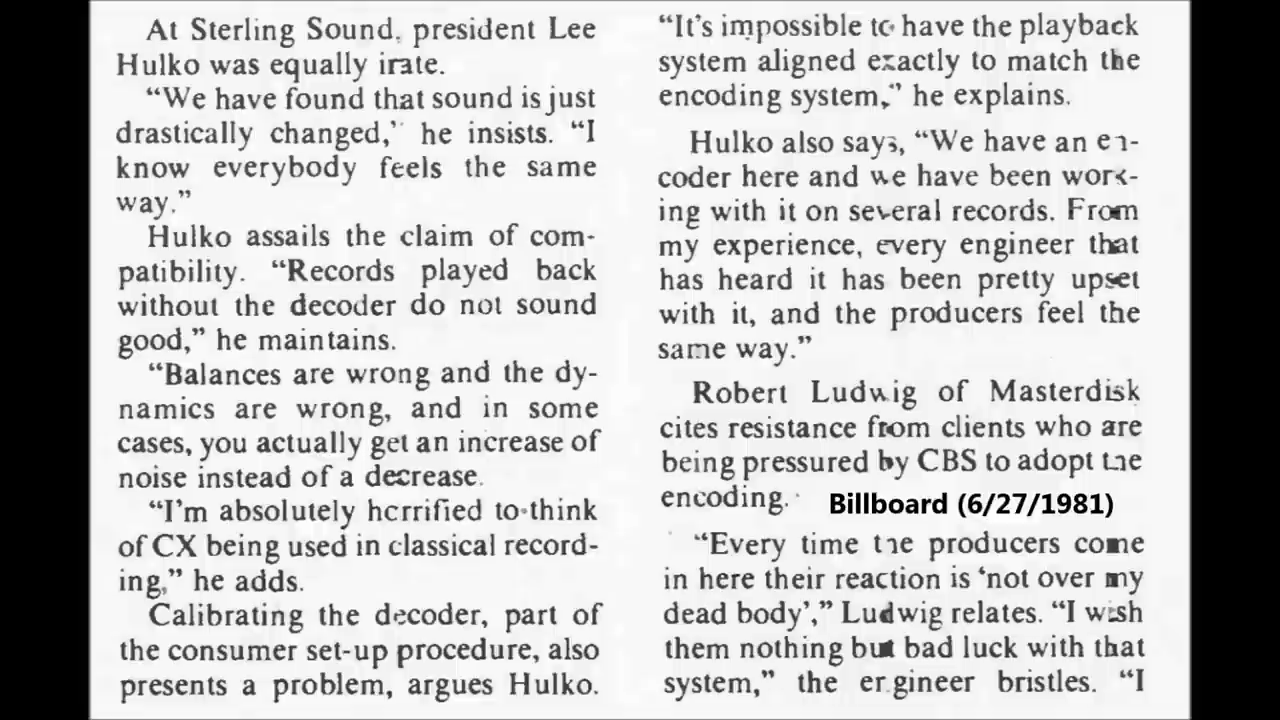 At Sterling Sound, president Lee
Hulko was equally irate.
“We have found that sound is just
drastically changed,’ he insists. “I
know everybody feels the same
way.”
Hulko assails the claim of com-
patibility. “Records played back
without the decoder do not sound
good,” he maintains.
“Balances are wrong and the dy-
namics are wrong, and in some
cases, you actually get an increase of
noise instead of a decrease.
“I'm absolutely horrified to think
of CX being used in classical record-
ing,” he adds.
Calibrating the decoder, part of
the consumer set-up procedure, also
presents a problem, argues Hulko.
“It's impossible to have the playback
system aligned exactly to match the
encoding system,” he explains.
Hulko also says, “We have an en-
coder here and we have been work-
ing with it on several records. From
my experience, every engineer that
has heard it has been pretty upset
with it, and the producers feel the
same way.”
Robert Ludwig of Masterdisk
cites resistance from clients who are
being pressured by CBS to adopt the
encoding.
Billboard (6/27/1981)
“Every time the producers come
in here their reaction is ‘not over my
dead body’,” Ludwig relates. “I wish
them nothing but bad luck with that
system,” the engineer bristles. “I